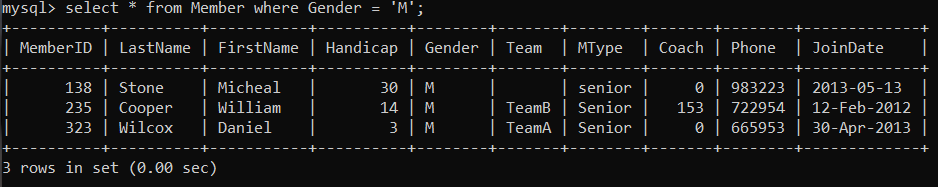 mysql> select * from Member where Gender = 'M';
+----------+----------+-----------+----------+--------+-------+--------+-------+--------+-------------+
| MemberID | LastName | FirstName | Handicap | Gender | Team  | MType  | Coach | Phone  | JoinDate    |
+----------+----------+-----------+----------+--------+-------+--------+-------+--------+-------------+
|      138 | Stone    | Micheal   |       30 | M      |       | senior |     0 | 983223 | 2013-05-13  |
|      235 | Cooper   | William   |       14 | M      | TeamB | Senior |   153 | 722954 | 12-Feb-2012 |
|      323 | Wilcox   | Daniel    |        3 | M      | TeamA | Senior |     0 | 665953 | 30-Apr-2013 |
+----------+----------+-----------+----------+--------+-------+--------+-------+--------+-------------+
3 rows in set (0.00 sec)